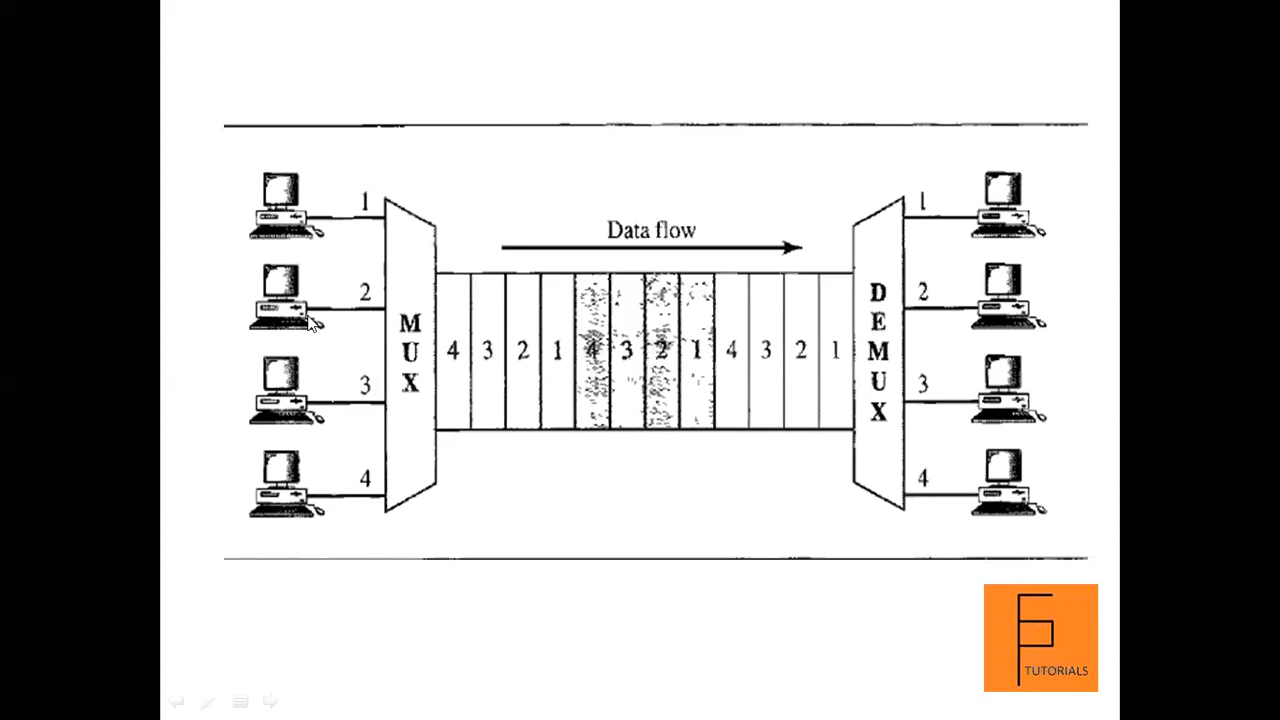 1
1
Data flow
2
2
MUX
4 3 2 1 4 3 2 1 4 3 2 1
DEMUX
3
3
4
4
TUTORIALS